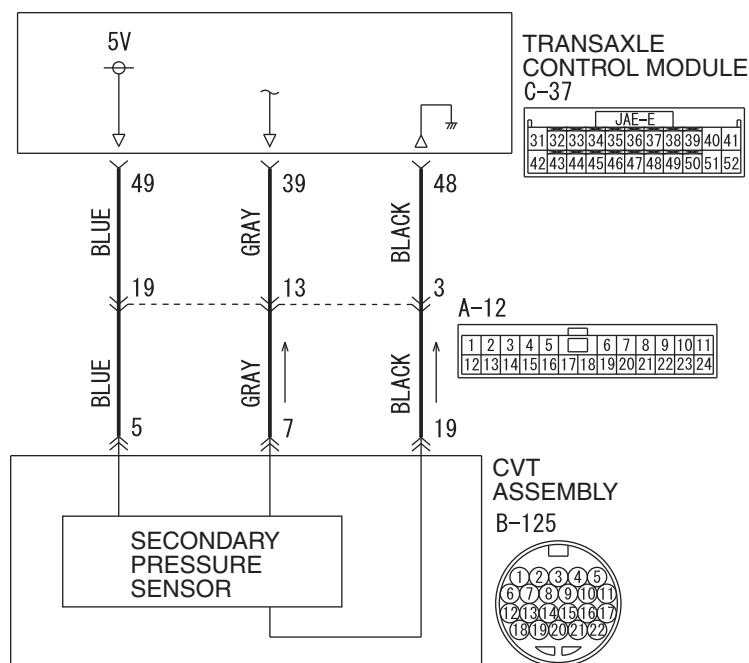 5V
TRANSAXLE
CONTROL MODULE
C-37
JAE-E
31 32 33 34 35 36 37 38 39 40 41
42 43 44 45 46 47 48 49 50 51 52
49 39 48
BLUE GRAY BLACK
19 13 3
A-12
1 2 3 4 5 6 7 8 9 10 11
12 13 14 15 16 17 18 19 20 21 22 23 24
BLUE GRAY BLACK
5 7 19
CVT
ASSEMBLY
B-125
SECONDARY
PRESSURE
SENSOR
1 2 3 4 5
6 7 8 9 10 11
12 13 14 15 16 17
18 19 20 21 22